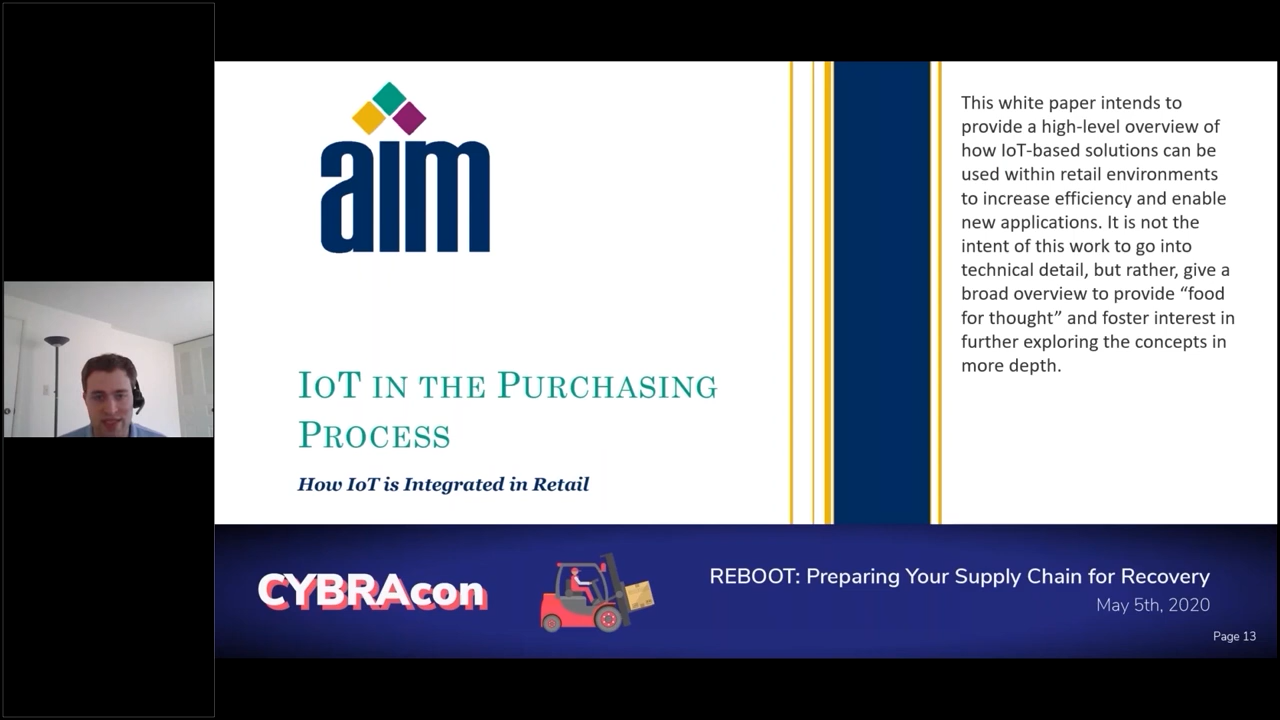 aim
IoT in the Purchasing
Process
How IoT is Integrated in Retail
This white paper intends to
provide a high-level overview of
how IoT-based solutions can be
used within retail environments
to increase efficiency and enable
new applications. It is not the
intent of this work to go into
technical detail, but rather, give a
broad overview to provide “food
for thought” and foster interest in
further exploring the concepts in
more depth.
CYBRAcon
REBOOT: Preparing Your Supply Chain for Recovery
May 5th, 2020
Page 13